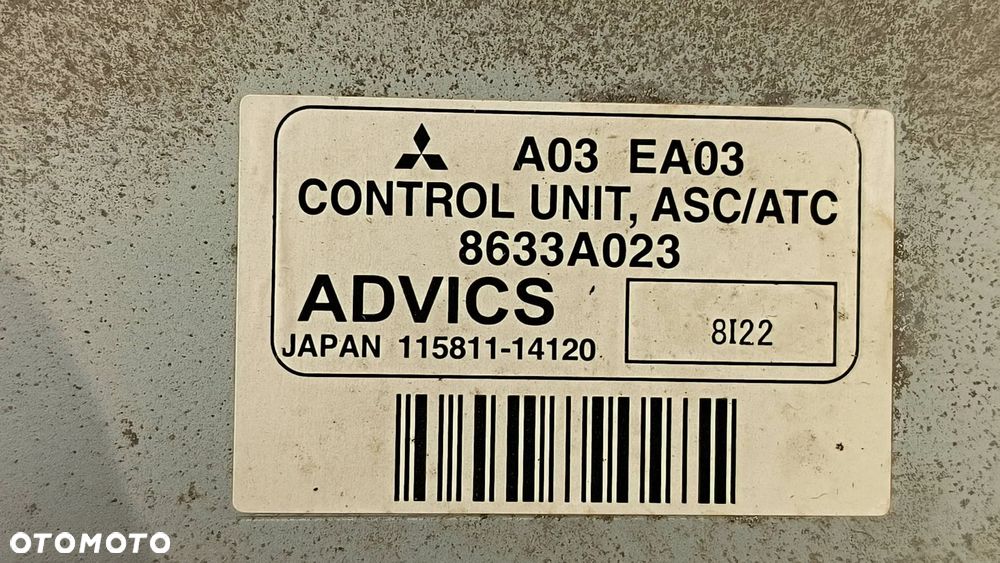 A03 EA03
CONTROL UNIT, ASC/ATC
8633A023
ADVICS
JAPAN 115811-14120
8I22
OTOMOTO